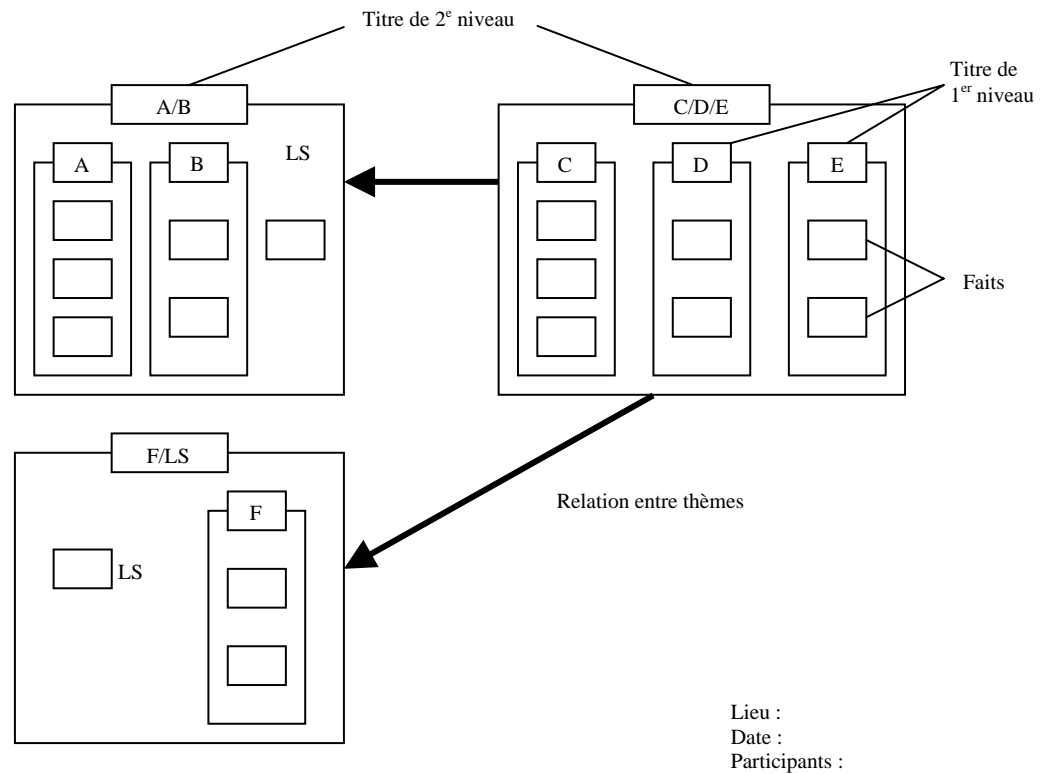 Titre de 2e niveau
Titre de
1er niveau
A/B
C/D/E
A
B
LS
C
D
E
Faits
F/LS
F
LS
Relation entre thèmes
Lieu :
Date :
Participants :